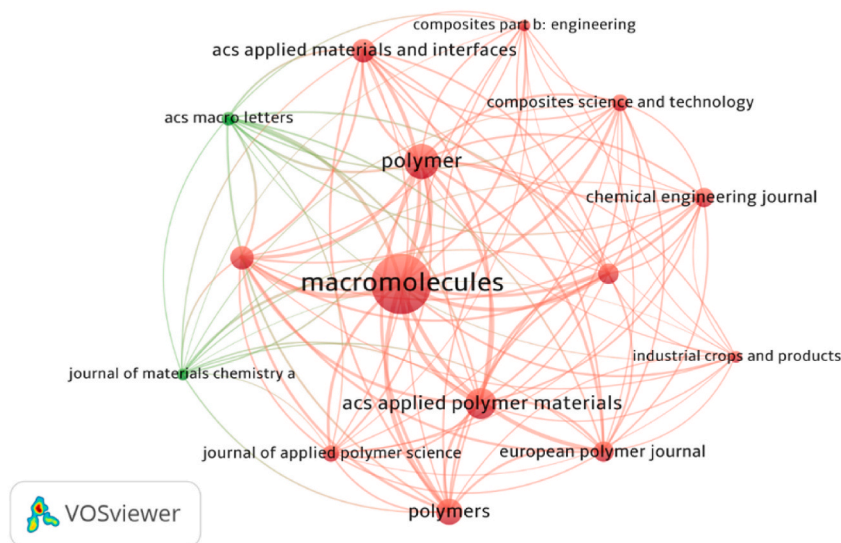 composites part b: engineering
acs applied materials and interfaces
composites science and technology
acs macro letters
polymer
chemical engineering journal
macromolecules
industrial crops and products
journal of materials chemistry a
acs applied polymer materials
journal of applied polymer science
european polymer journal
polymers
VOSviewer